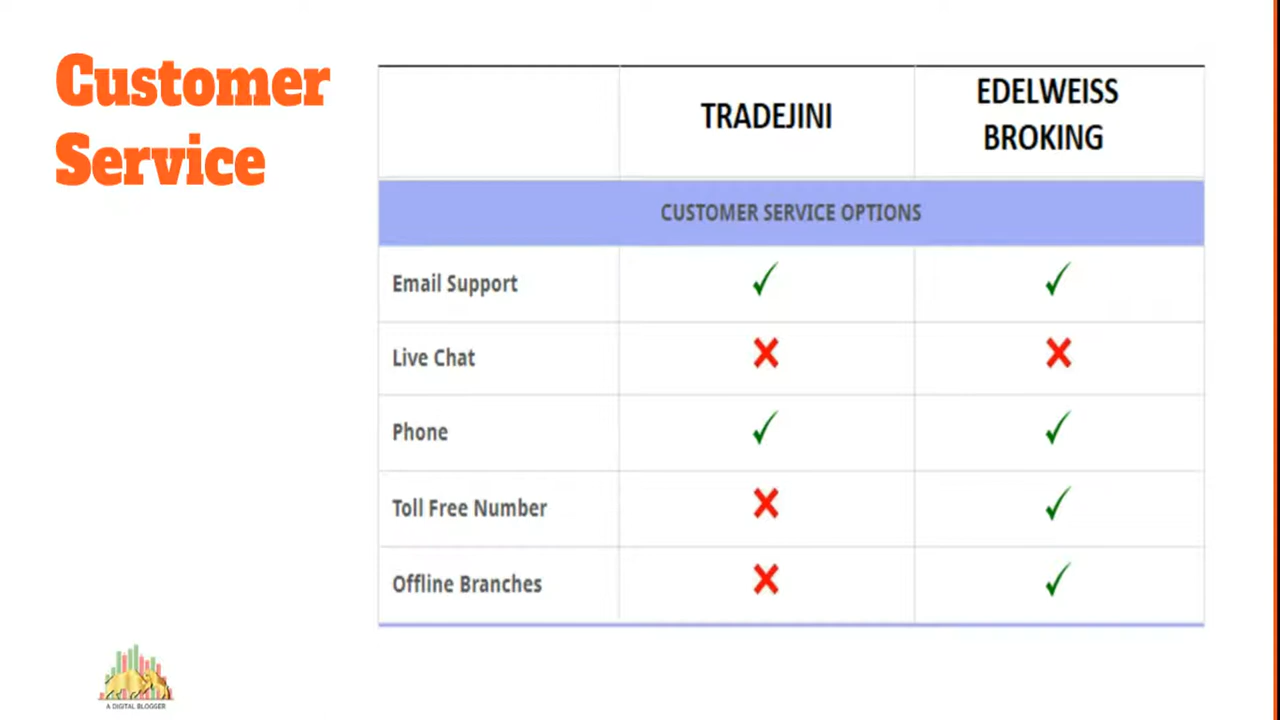 Customer
Service
TRADEJINI
EDELWEISS
BROKING
CUSTOMER SERVICE OPTIONS
Email Support ✓ ✓
Live Chat ✗ ✗
Phone ✓ ✓
Toll Free Number ✗ ✓
Offline Branches ✗ ✓
A DIGITAL BLOGGER